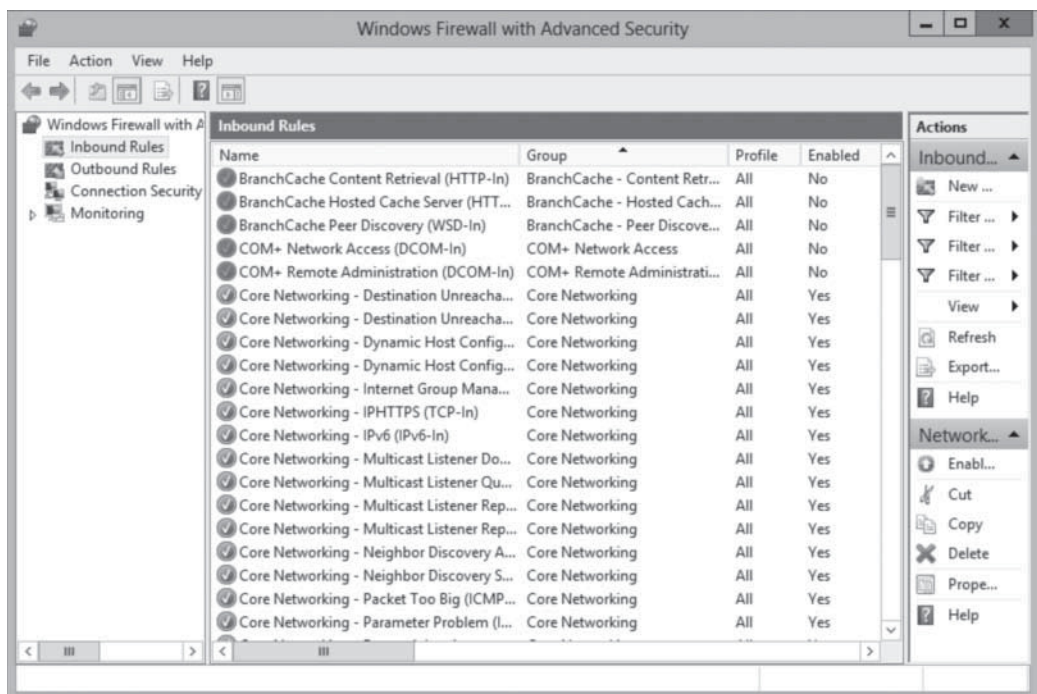 Windows Firewall with Advanced Security
File Action View Help
Windows Firewall with A
Inbound Rules
Outbound Rules
Connection Security
Monitoring
Inbound Rules
Name Group Profile Enabled
BranchCache Content Retrieval (HTTP-In) BranchCache - Content Retr... All No
BranchCache Hosted Cache Server (HTT... BranchCache - Hosted Cach... All No
BranchCache Peer Discovery (WSD-In) BranchCache - Peer Discove... All No
COM+ Network Access (DCOM-In) COM+ Network Access All No
COM+ Remote Administration (DCOM-In) COM+ Remote Administrati... All No
Core Networking - Destination Unreacha... Core Networking All Yes
Core Networking - Destination Unreacha... Core Networking All Yes
Core Networking - Dynamic Host Config... Core Networking All Yes
Core Networking - Dynamic Host Config... Core Networking All Yes
Core Networking - Internet Group Mana... Core Networking All Yes
Core Networking - IPHTTPS (TCP-In) Core Networking All Yes
Core Networking - IPv6 (IPv6-In) Core Networking All Yes
Core Networking - Multicast Listener Do... Core Networking All Yes
Core Networking - Multicast Listener Qu... Core Networking All Yes
Core Networking - Multicast Listener Rep... Core Networking All Yes
Core Networking - Multicast Listener Rep... Core Networking All Yes
Core Networking - Neighbor Discovery A... Core Networking All Yes
Core Networking - Neighbor Discovery S... Core Networking All Yes
Core Networking - Packet Too Big (ICMP... Core Networking All Yes
Core Networking - Parameter Problem (I... Core Networking All Yes
Actions
Inbound...
New ...
Filter ...
Filter ...
Filter ...
View
Refresh
Export...
Help
Network...
Enabl...
Cut
Copy
Delete
Prope...
Help